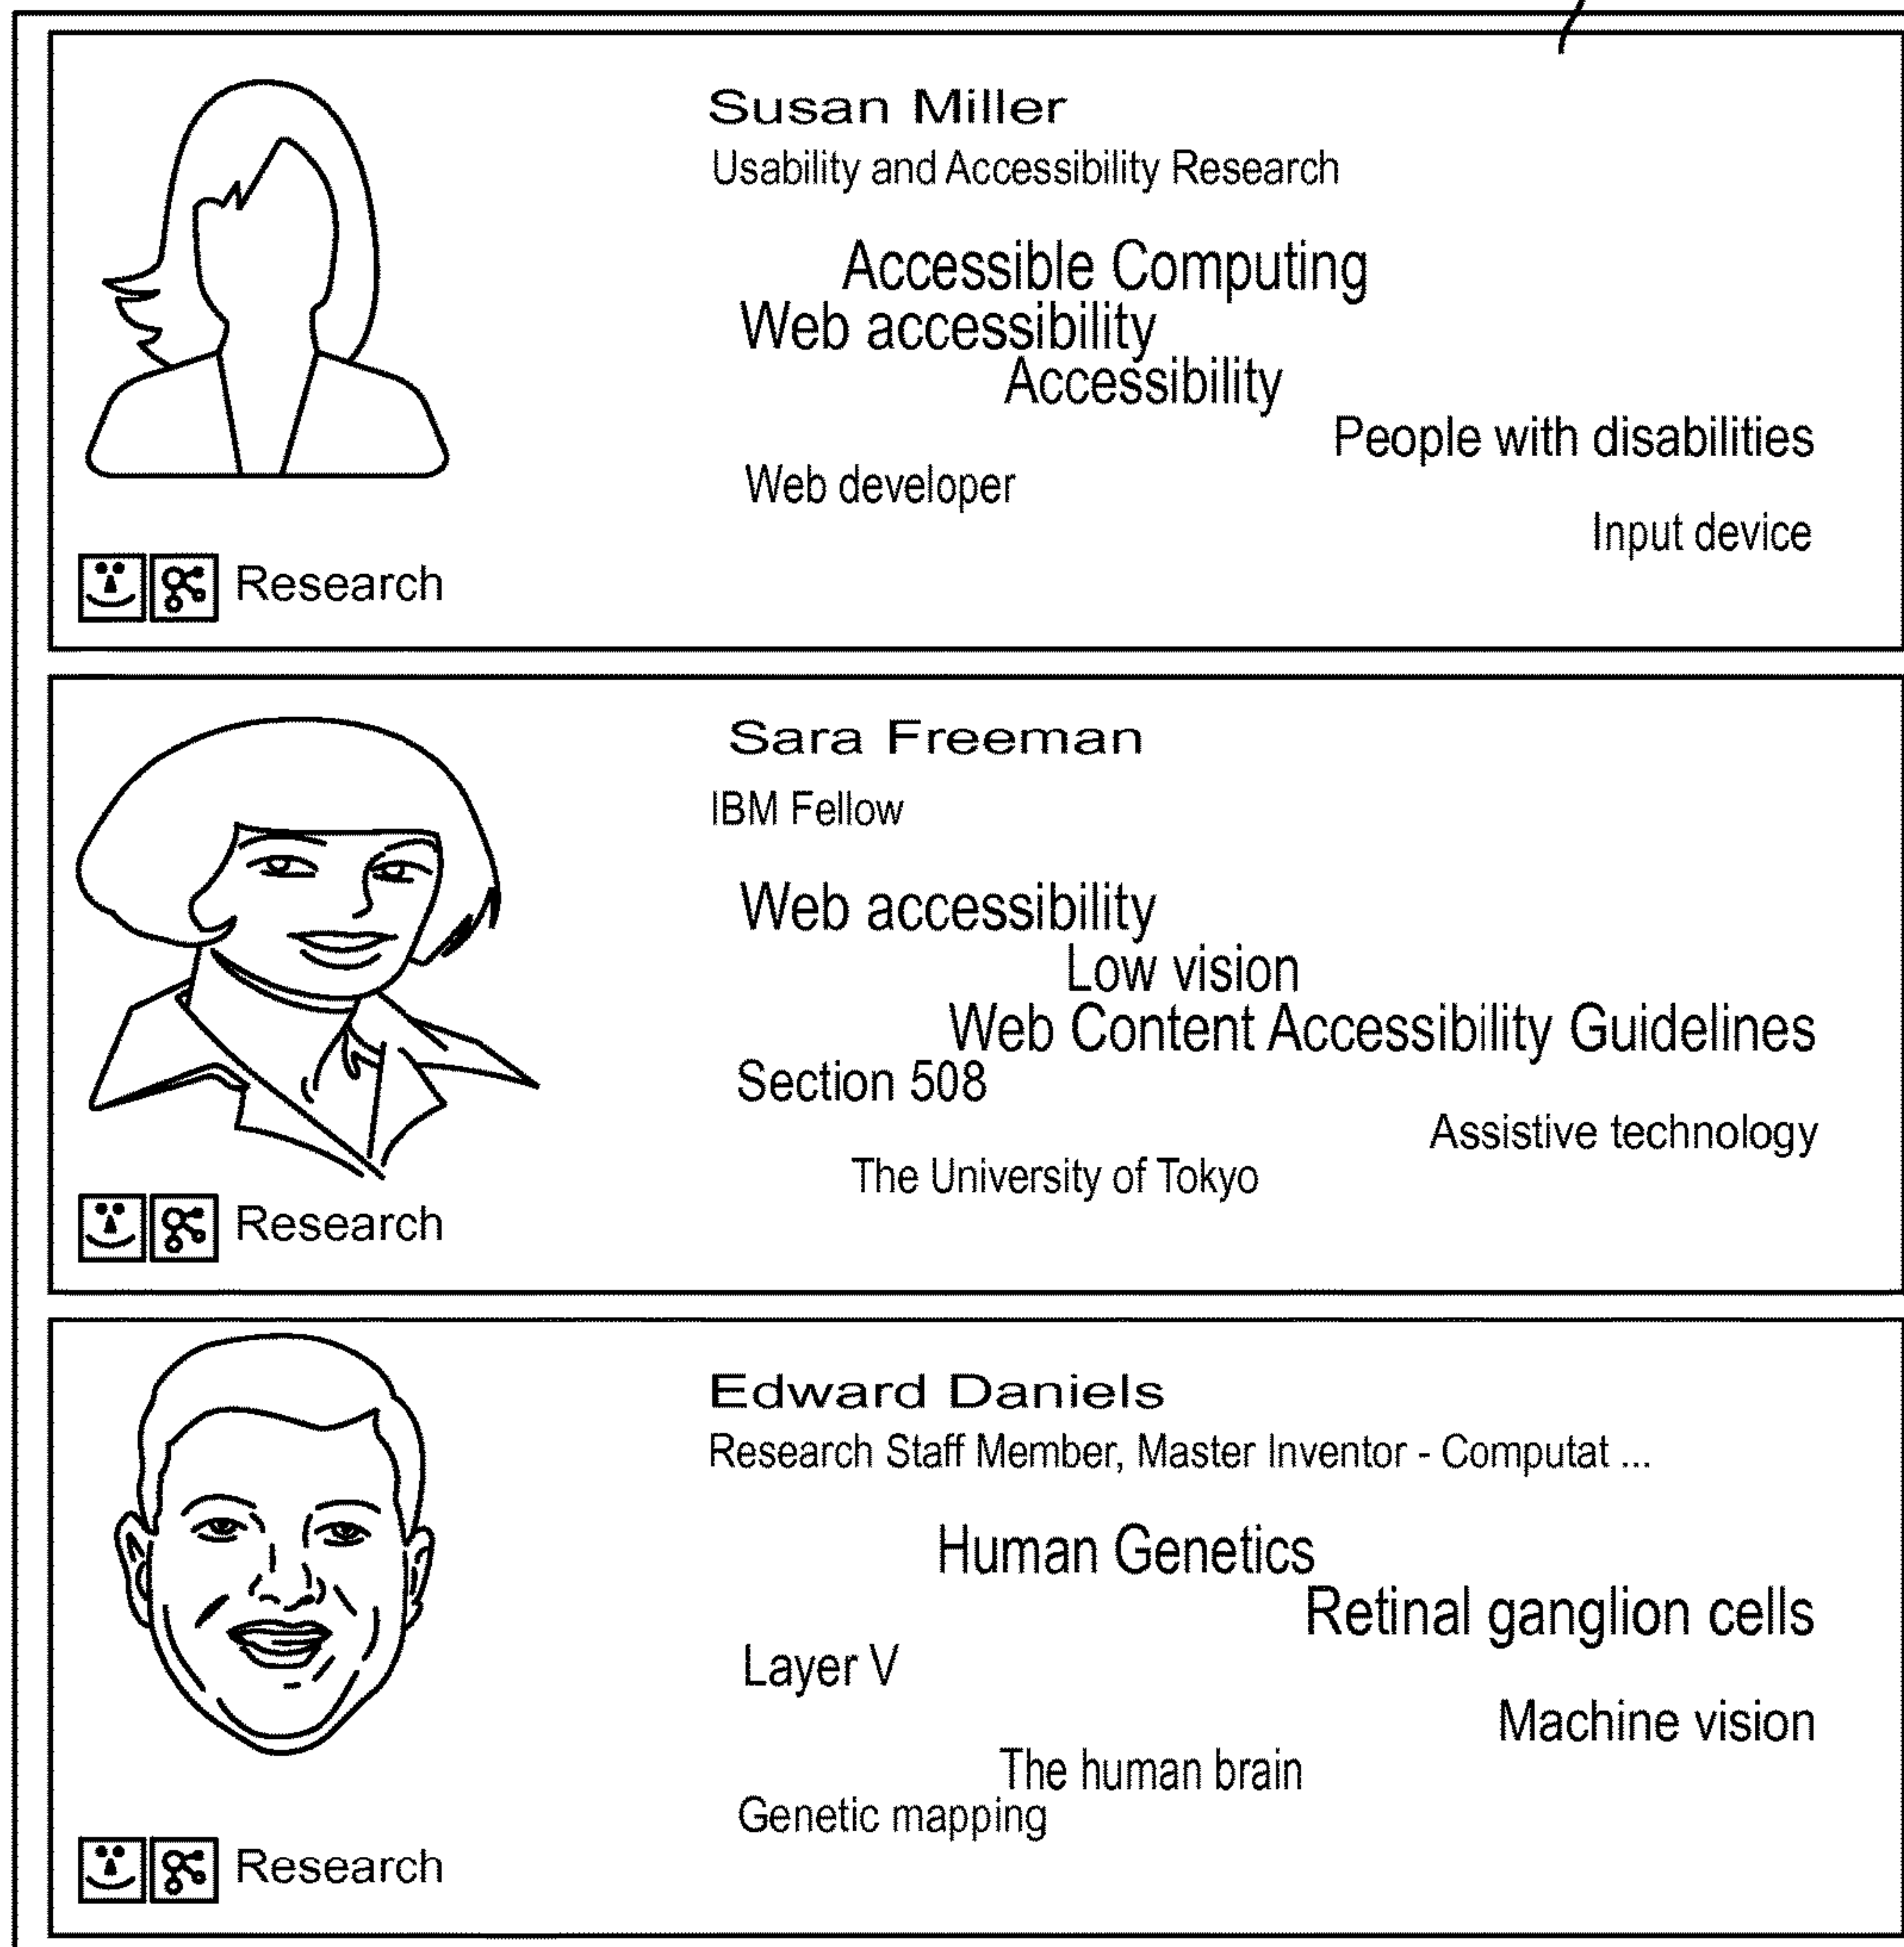 Susan Miller
Usability and Accessibility Research
Accessible Computing
Web accessibility
Accessibility
People with disabilities
Web developer
Input device
Research
Sara Freeman
IBM Fellow
Web accessibility
Low vision
Web Content Accessibility Guidelines
Section 508
Assistive technology
The University of Tokyo
Research
Edward Daniels
Research Staff Member, Master Inventor - Computat ...
Human Genetics
Retinal ganglion cells
Layer V
Machine vision
The human brain
Genetic mapping
Research